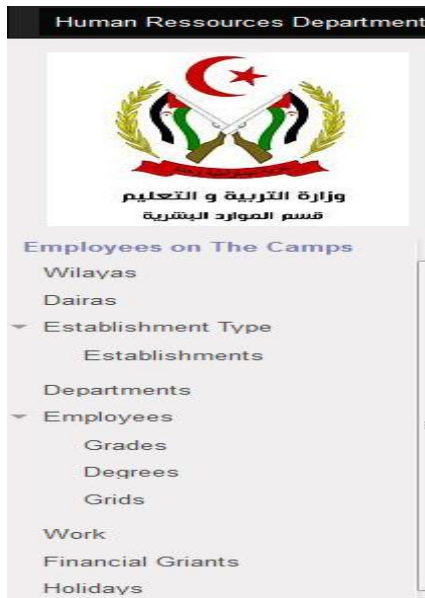 Human Ressources Department
وزارة التربية و التعليم
قسم الموارد البشرية
Employees on The Camps
Wilayas
Dairas
Establishment Type
Establishments
Departments
Employees
Grades
Degrees
Grids
Work
Financial Griants
Holidays